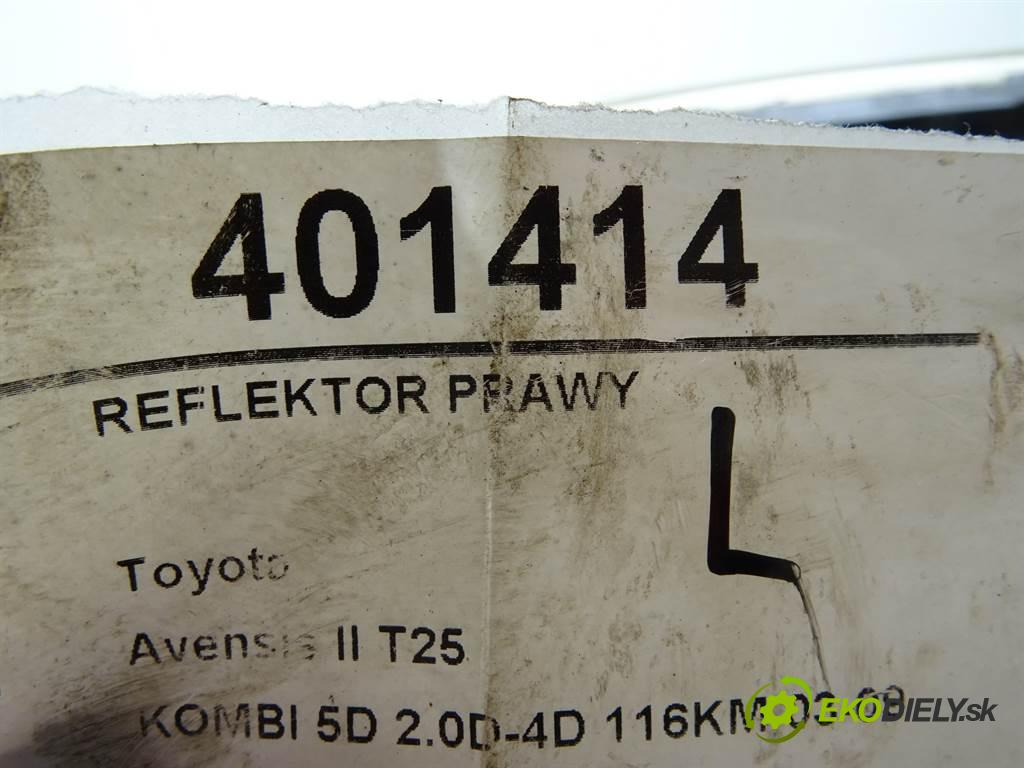 401414
REFLEKTOR PRAWY
L
Toyota
Avensis II T25
KOMBI 5D 2.0D-4D 116KM
EKODIELY.sk